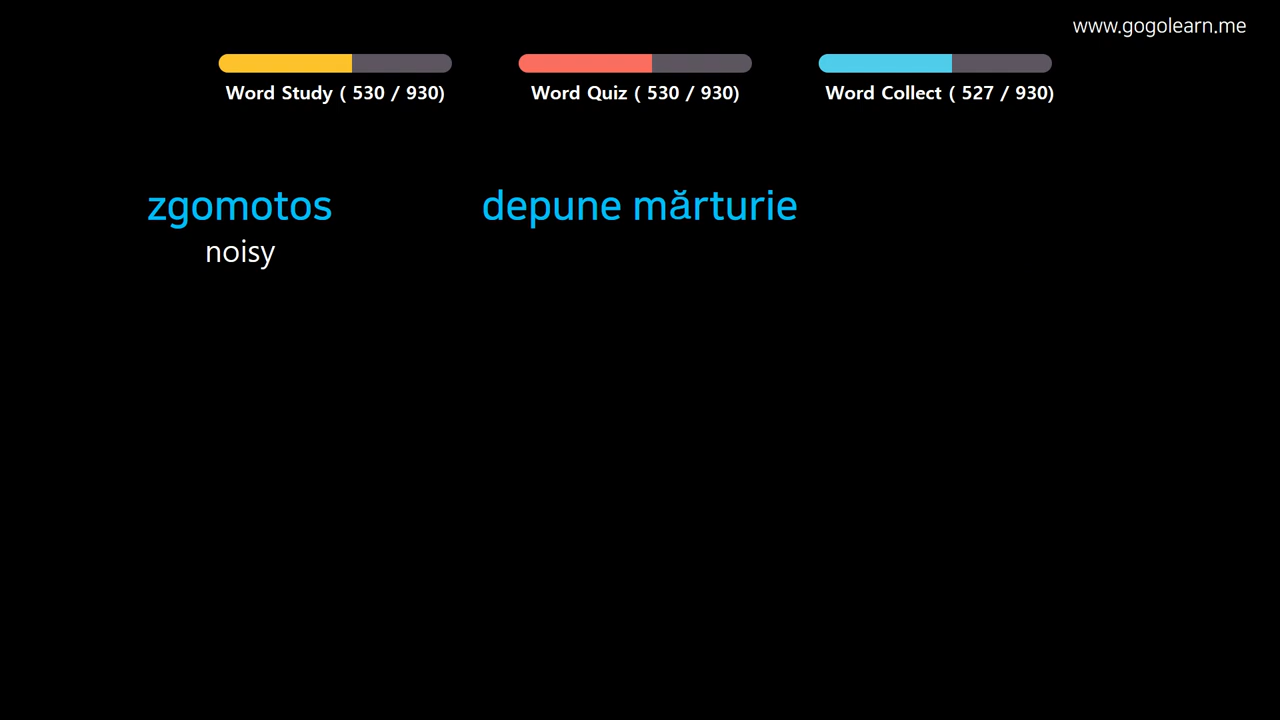 www.gogolearn.me
Word Study ( 530 / 930)
Word Quiz ( 530 / 930)
Word Collect ( 527 / 930)
zgomotos
noisy
depune mărturie